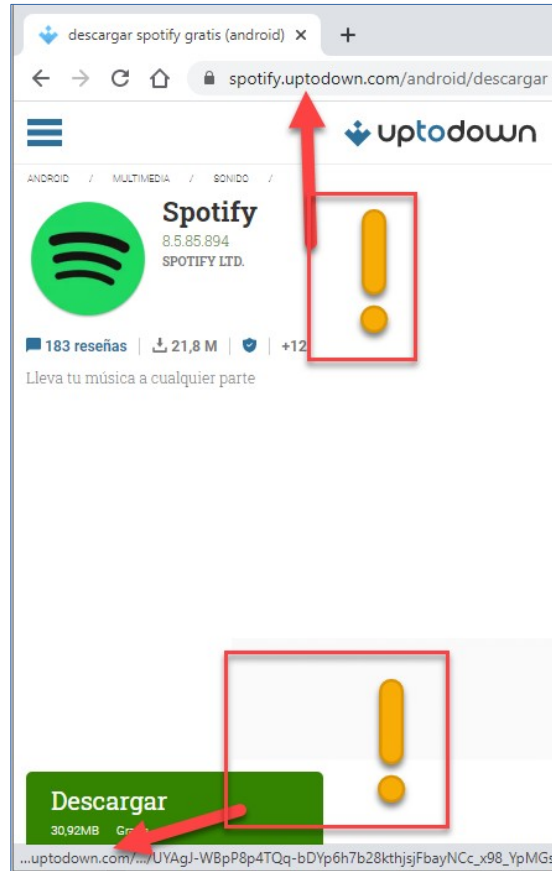 descargar spotify gratis (android)
spotify.uptodown.com/android/descargar
uptodown
ANDROID / MULTIMEDIA / SONIDO /
Spotify
8.5.85.894
SPOTIFY LTD.
183 reseñas | 21,8 M | +12
Lleva tu música a cualquier parte
Descargar
30,92MB
...uptodown.com/.../UYAgJ-WBpP8p4TQq-bDYp6h7b28kthjsjFbayNCc_x98_YpMGs